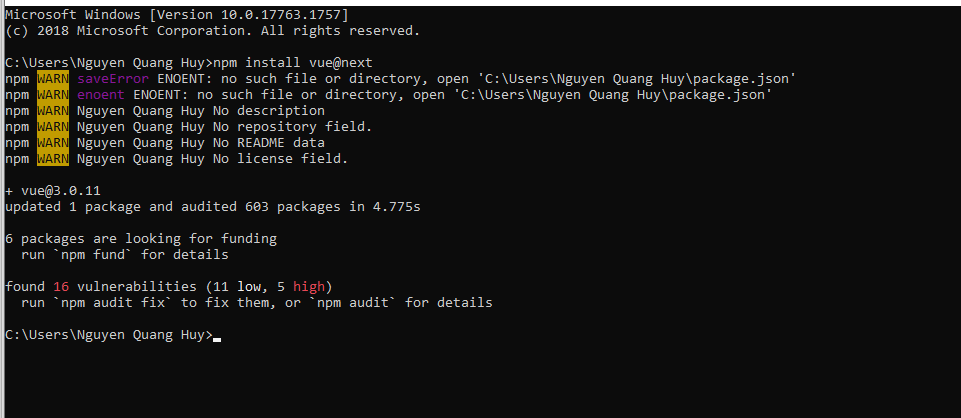 Microsoft Windows [Version 10.0.17763.1757]
(c) 2018 Microsoft Corporation. All rights reserved.
C:\Users\Nguyen Quang Huy>npm install vue@next
npm WARN saveError ENOENT: no such file or directory, open 'C:\Users\Nguyen Quang Huy\package.json'
npm WARN enoent ENOENT: no such file or directory, open 'C:\Users\Nguyen Quang Huy\package.json'
npm WARN Nguyen Quang Huy No description
npm WARN Nguyen Quang Huy No repository field.
npm WARN Nguyen Quang Huy No README data
npm WARN Nguyen Quang Huy No license field.
+ vue@3.0.11
updated 1 package and audited 603 packages in 4.775s
6 packages are looking for funding
run `npm fund` for details
found 16 vulnerabilities (11 low, 5 high)
run `npm audit fix` to fix them, or `npm audit` for details
C:\Users\Nguyen Quang Huy>